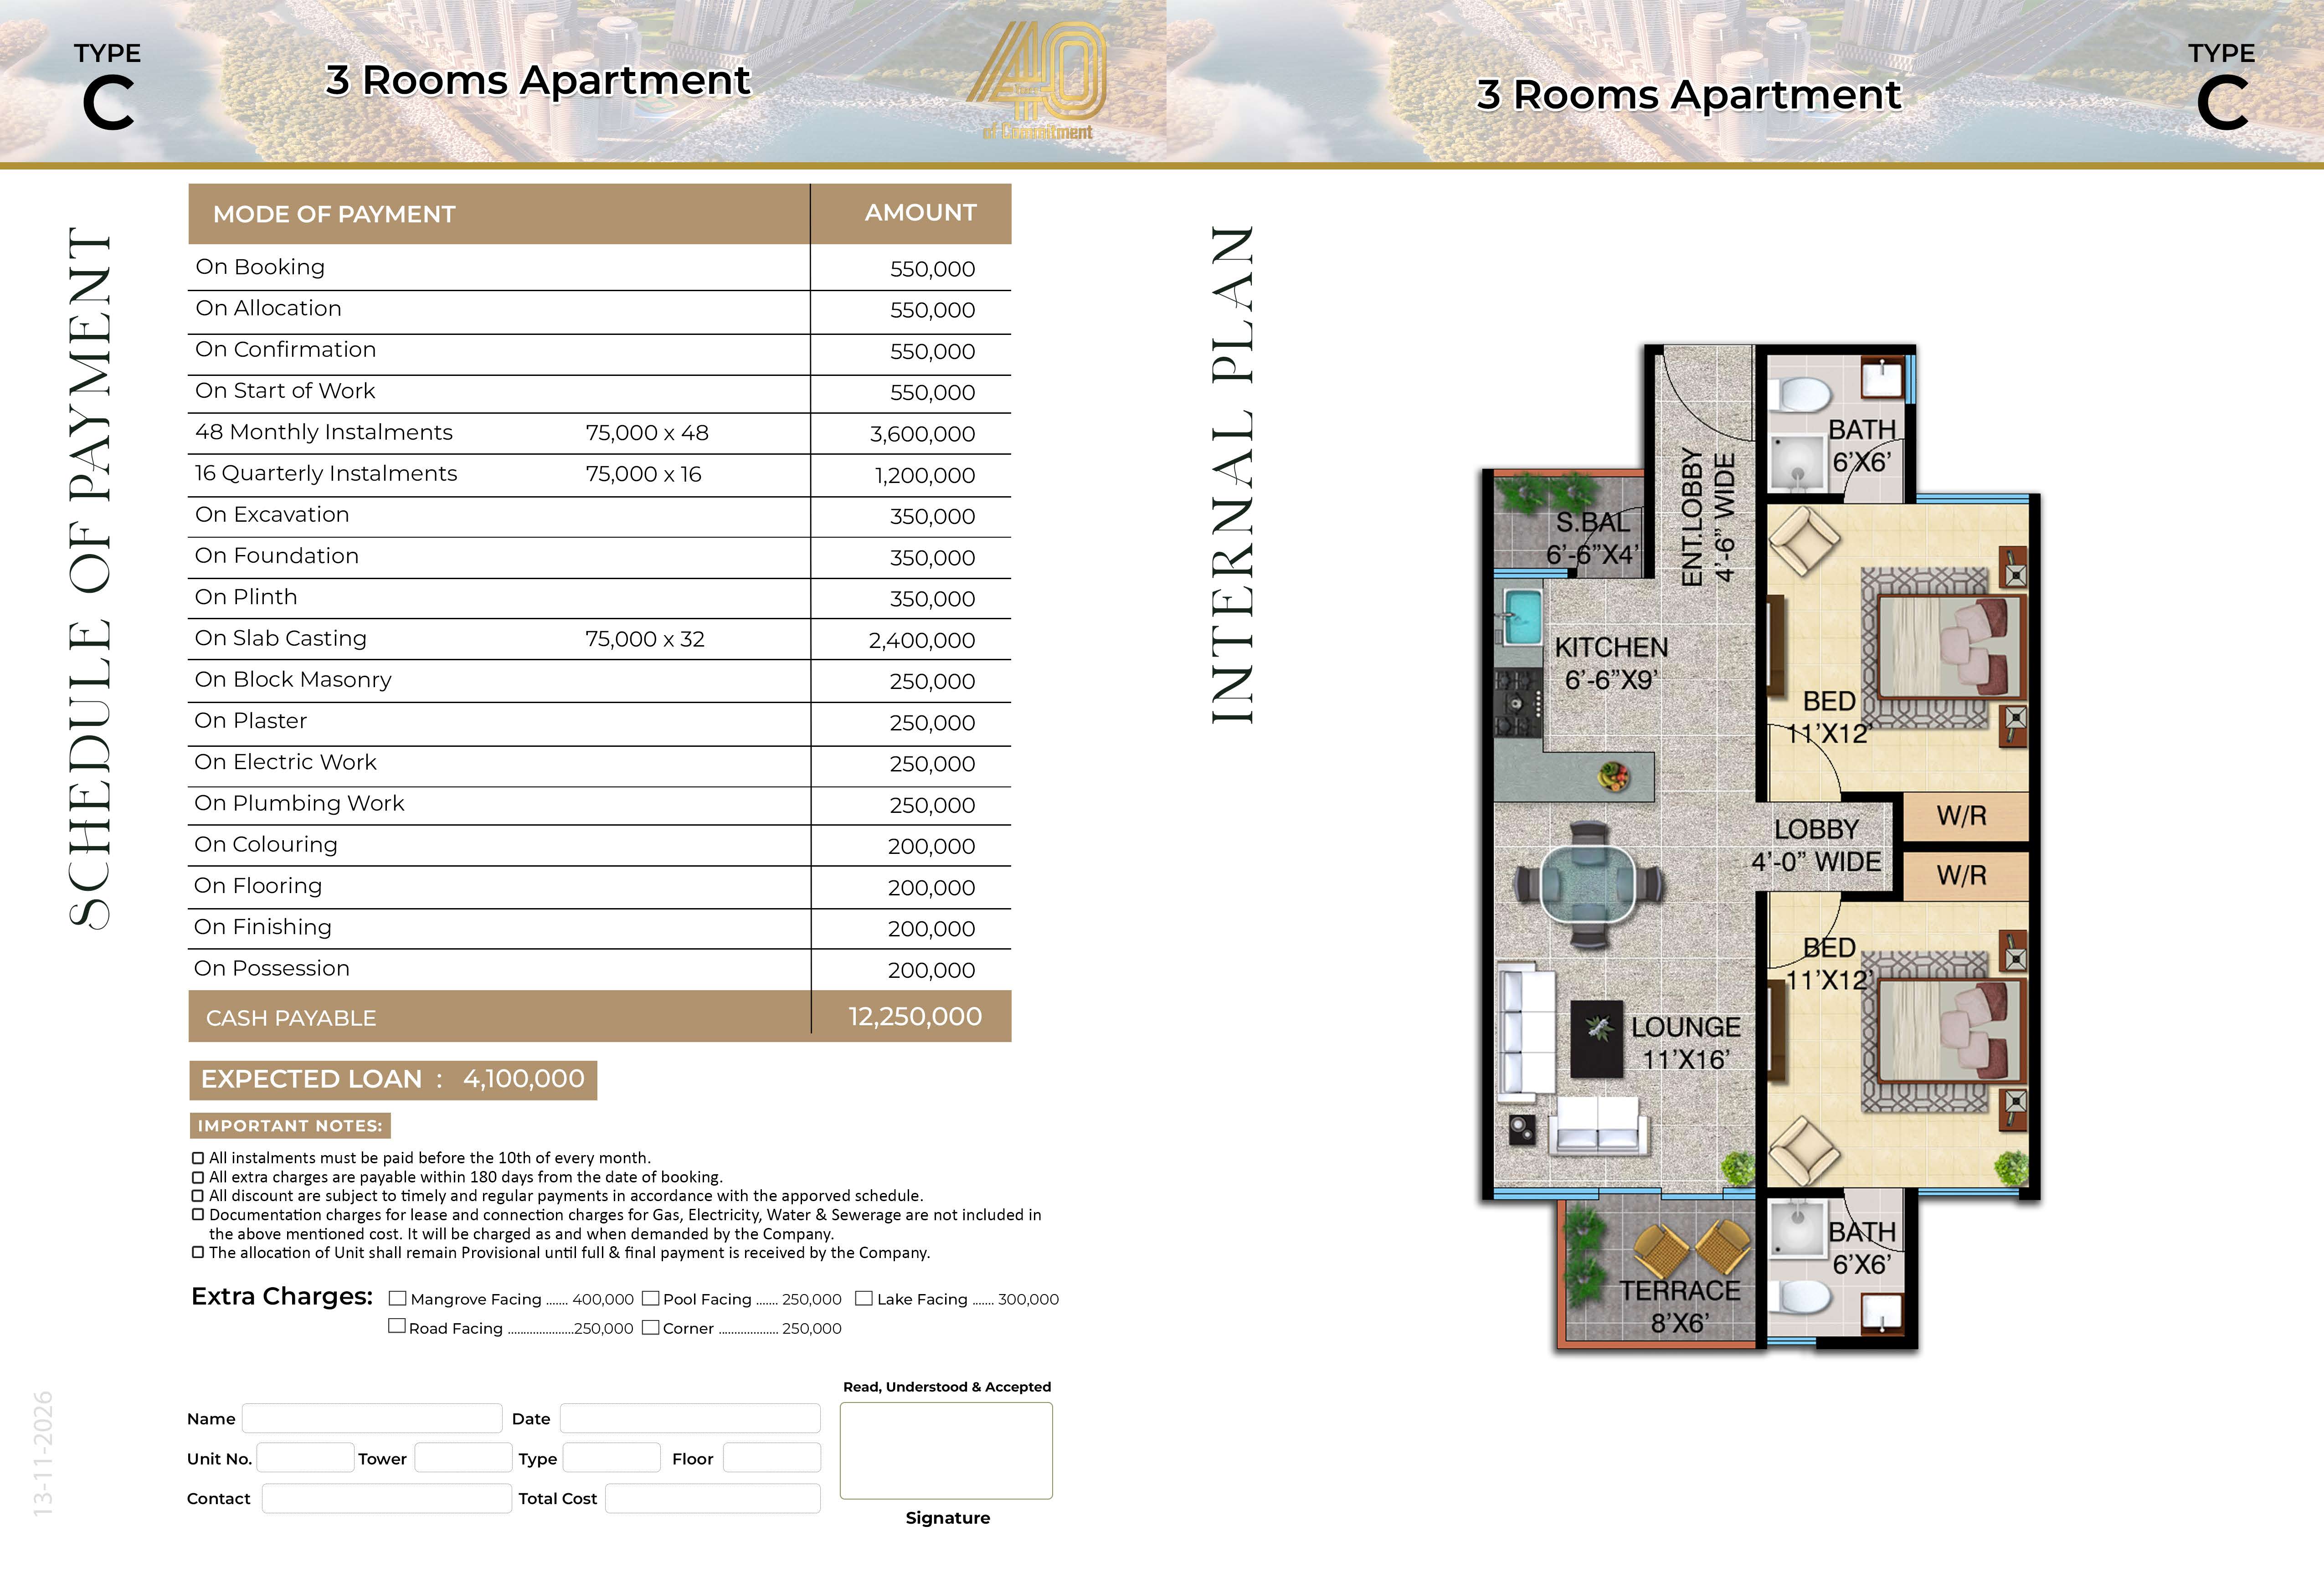 TYPE
C
3 Rooms Apartment
40
of Commitment
3 Rooms Apartment
TYPE
C
SCHEDULE OF PAYMENT
MODE OF PAYMENT AMOUNT
On Booking 550,000
On Allocation 550,000
On Confirmation 550,000
On Start of Work 550,000
48 Monthly Instalments 75,000 x 48 3,600,000
16 Quarterly Instalments 75,000 x 16 1,200,000
On Excavation 350,000
On Foundation 350,000
On Plinth 350,000
On Slab Casting 75,000 x 32 2,400,000
On Block Masonry 250,000
On Plaster 250,000
On Electric Work 250,000
On Plumbing Work 250,000
On Colouring 200,000
On Flooring 200,000
On Finishing 200,000
On Possession 200,000
CASH PAYABLE 12,250,000
EXPECTED LOAN : 4,100,000
IMPORTANT NOTES:
All instalments must be paid before the 10th of every month.
All extra charges are payable within 180 days from the date of booking.
All discount are subject to timely and regular payments in accordance with the apporved schedule.
Documentation charges for lease and connection charges for Gas, Electricity, Water & Sewerage are not included in
the above mentioned cost. It will be charged as and when demanded by the Company.
The allocation of Unit shall remain Provisional until full & final payment is received by the Company.
Extra Charges: Mangrove Facing ....... 400,000 Pool Facing ....... 250,000 Lake Facing ....... 300,000
Road Facing .....................250,000 Corner ................... 250,000
Read, Understood & Accepted
Name Date
Unit No. Tower Type Floor
Contact Total Cost
Signature
13-11-2026
INTERNAL PLAN
BATH
6'X6'
ENT.LOBBY
4'-6" WIDE
S.BAL
6'-6"X4'
KITCHEN
6'-6"X9'
BED
11'X12'
W/R
LOBBY
4'-0" WIDE
W/R
BED
11'X12'
LOUNGE
11'X16'
BATH
6'X6'
TERRACE
8'X6'